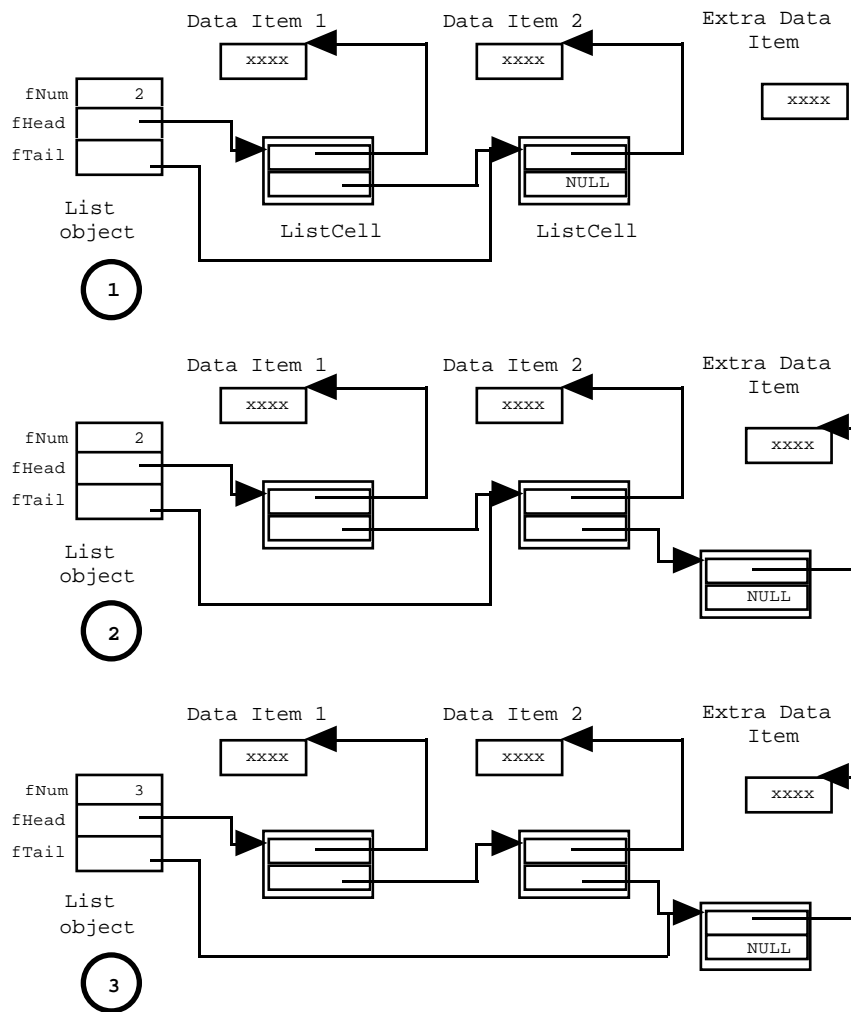 Data Item 1
Data Item 2
Extra Data
Item
xxxx
xxxx
xxxx
fNum 2
fHead
fTail
NULL
List
object
ListCell
ListCell
1
Data Item 1
Data Item 2
Extra Data
Item
xxxx
xxxx
xxxx
fNum 2
fHead
fTail
List
object
NULL
2
Data Item 1
Data Item 2
Extra Data
Item
xxxx
xxxx
xxxx
fNum 3
fHead
fTail
List
object
NULL
3